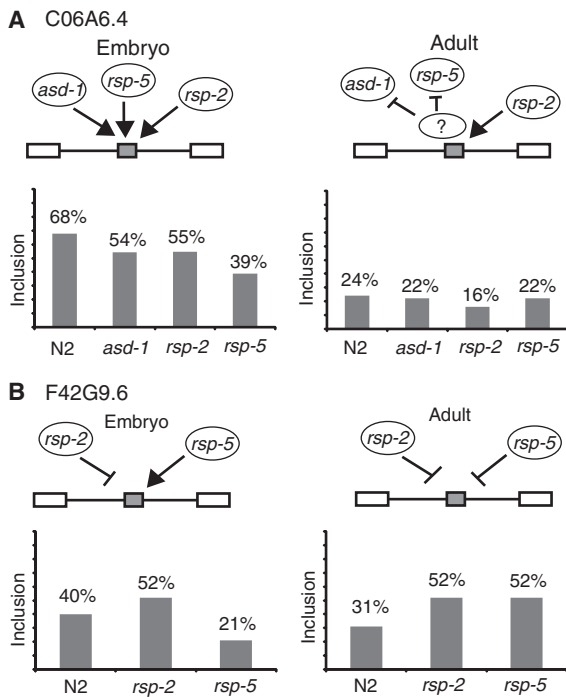 A C06A6.4
Embryo
asd-1
rsp-5
rsp-2
Adult
asd-1
rsp-5
rsp-2
?
Inclusion
68%
54%
55%
39%
N2
asd-1
rsp-2
rsp-5
Inclusion
24%
22%
16%
22%
N2
asd-1
rsp-2
rsp-5
B F42G9.6
Embryo
rsp-2
rsp-5
Adult
rsp-2
rsp-5
Inclusion
40%
52%
21%
N2
rsp-2
rsp-5
Inclusion
31%
52%
52%
N2
rsp-2
rsp-5